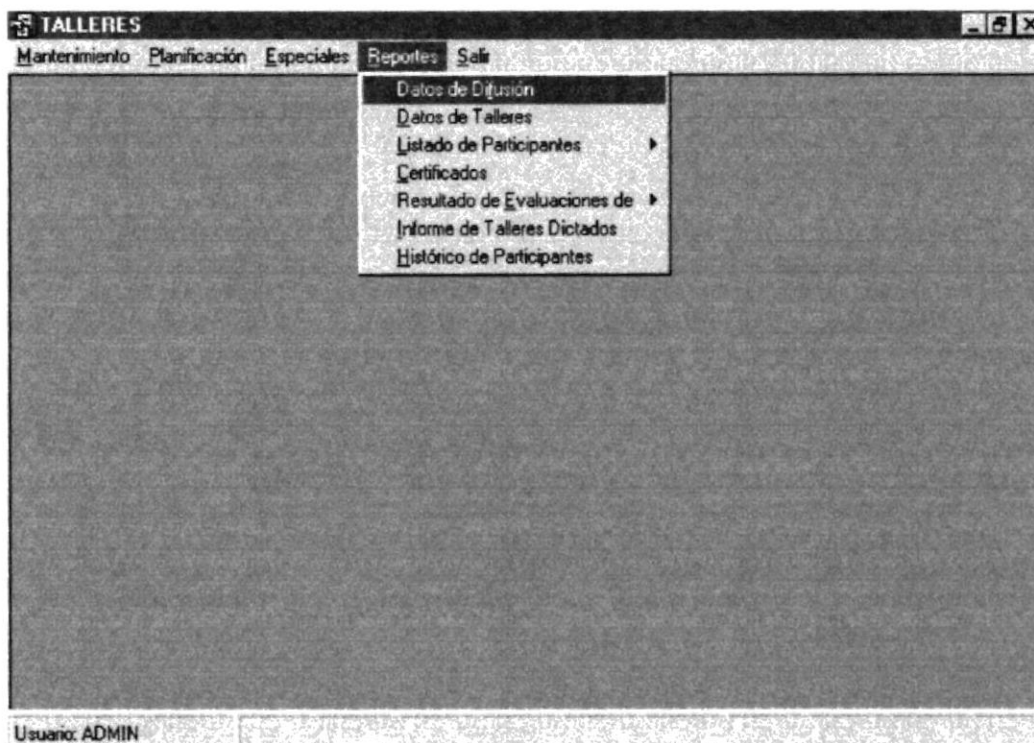 TALLERES
Mantenimiento Planificación Especiales Reportes Salir
Datos de Difusión
Datos de Talleres
Listado de Participantes
Certificados
Resultado de Evaluaciones de
Informe de Talleres Dictados
Histórico de Participantes
Usuario: ADMIN